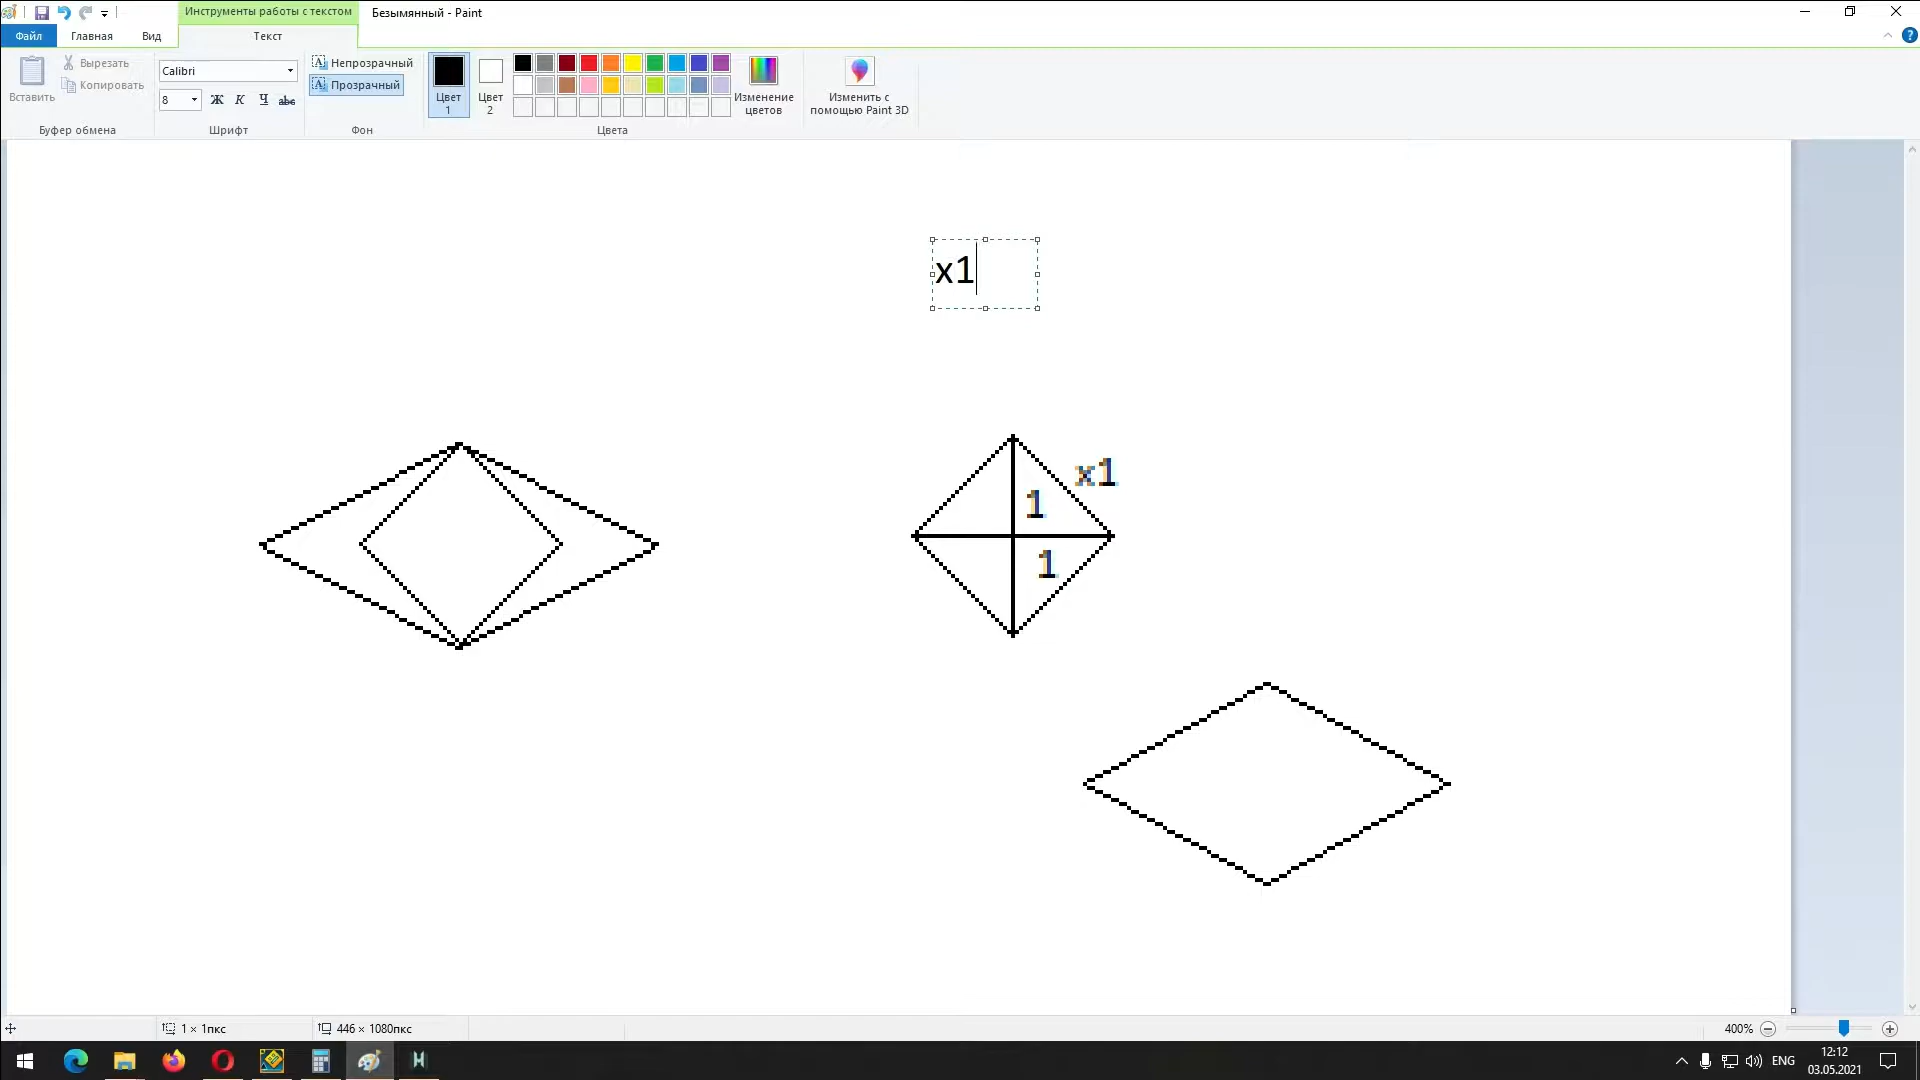 Инструменты работы с текстом
Безымянный - Paint
Файл
Главная
Вид
Текст
Вставить
Вырезать
Копировать
Буфер обмена
Calibri
8
Ж К Ч abc
Шрифт
Непрозрачный
Прозрачный
Фон
Цвет
1
Цвет
2
Изменение
цветов
Цвета
Изменить с
помощью Paint 3D
x1
x1
1
1
1 × 1пкс
446 × 1080пкс
400%
ENG
12:12
03.05.2021